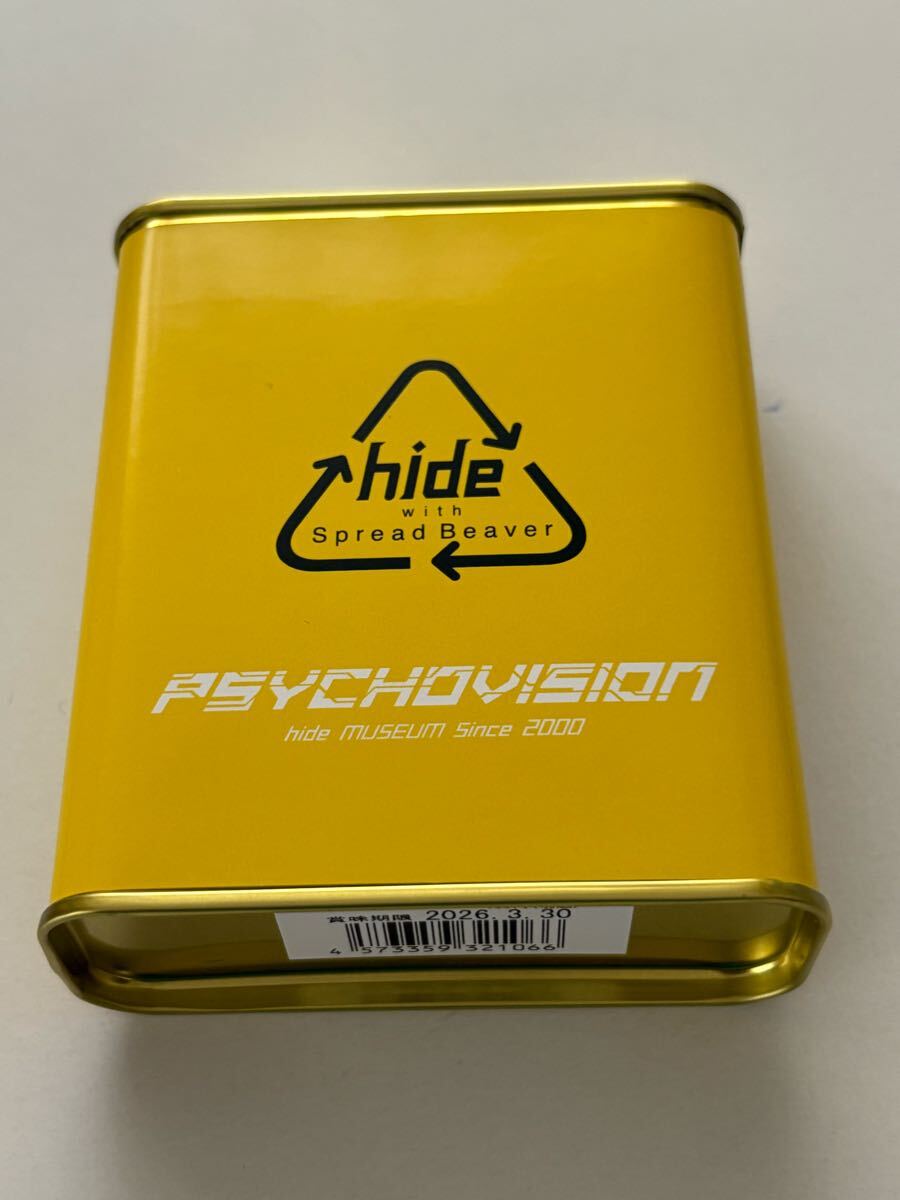 hide
with
Spread Beaver
PSYCHOVISION
hide MUSEUM Since 2000
賞味期限 2026.3.30
4 573359 321066